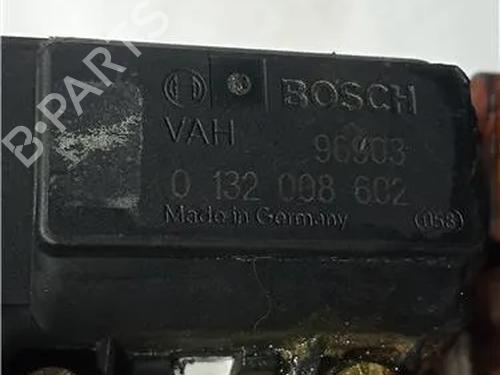 BOSCH
VAH 96903
0 132 008 602
Made in Germany (058)
B-PARTS